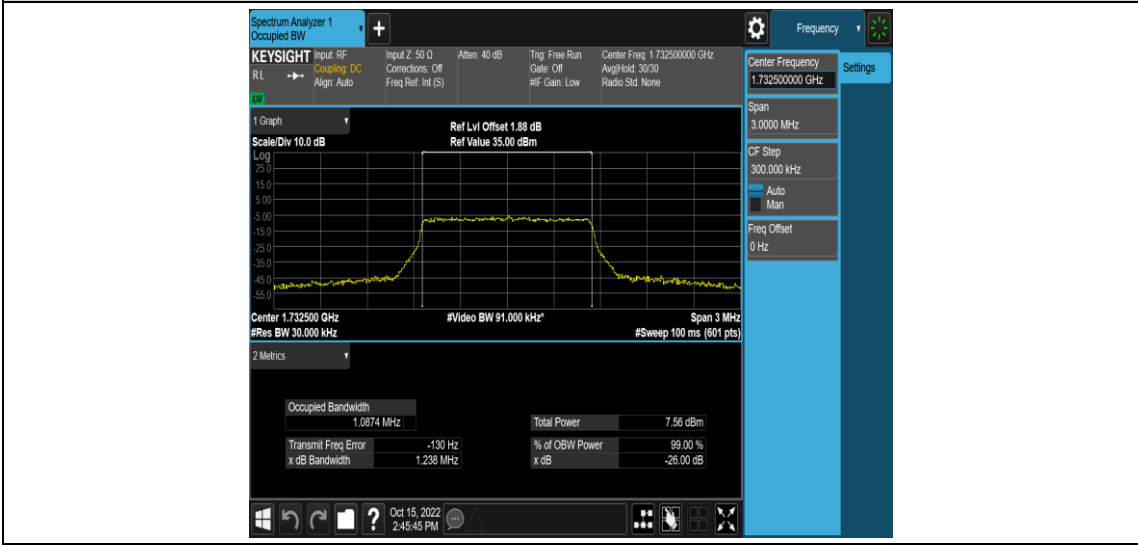 Spectrum Analyzer 1
Occupied BW
+
Frequency
KEYSIGHT
RL
LXI
Input: RF
Coupling: DC
Align: Auto
Input Z: 50 Ω
Corrections: Off
Freq Ref: Int (S)
Atten: 40 dB
Trig: Free Run
Gate: Off
#IF Gain: Low
Center Freq: 1.732500000 GHz
Avg|Hold: 30/30
Radio Std: None
Center Frequency
1.732500000 GHz
Settings
Span
3.0000 MHz
CF Step
300.000 kHz
Auto
Man
Freq Offset
0 Hz
1 Graph
Scale/Div 10.0 dB
Ref Lvl Offset 1.88 dB
Ref Value 35.00 dBm
Log
25.0
15.0
5.00
-5.00
-15.0
-25.0
-35.0
-45.0
-55.0
Center 1.732500 GHz
#Video BW 91.000 kHz*
Span 3 MHz
#Res BW 30.000 kHz
#Sweep 100 ms (601 pts)
2 Metrics
Occupied Bandwidth
1.0874 MHz
Total Power 7.56 dBm
Transmit Freq Error -130 Hz
% of OBW Power 99.00 %
x dB Bandwidth 1.238 MHz
x dB -26.00 dB
?
Oct 15, 2022
2:45:45 PM